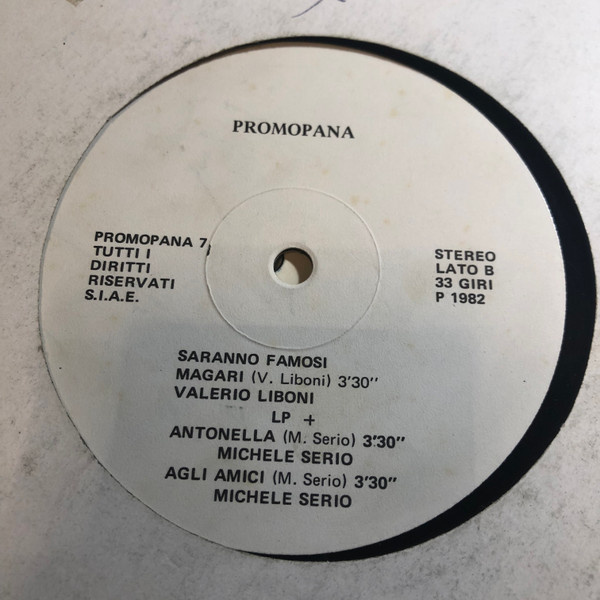 PROMOPANA
PROMOPANA 7
TUTTI I
DIRITTI
RISERVATI
S.I.A.E.
STEREO
LATO B
33 GIRI
P 1982
SARANNO FAMOSI
MAGARI (V. Liboni) 3'30"
VALERIO LIBONI
LP +
ANTONELLA (M. Serio) 3'30"
MICHELE SERIO
AGLI AMICI (M. Serio) 3'30"
MICHELE SERIO